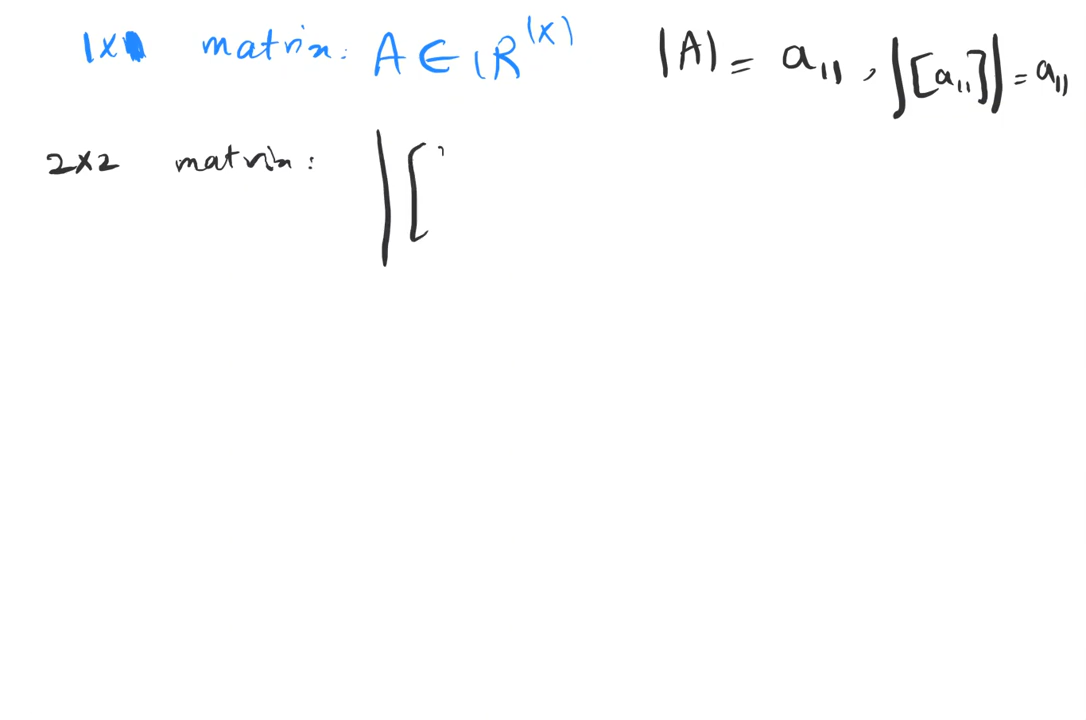 1x1 matrix: A ∈ ℝ^{1x1} |A| = a₁₁, |[a₁₁]| = a₁₁
2x2 matrix: |[